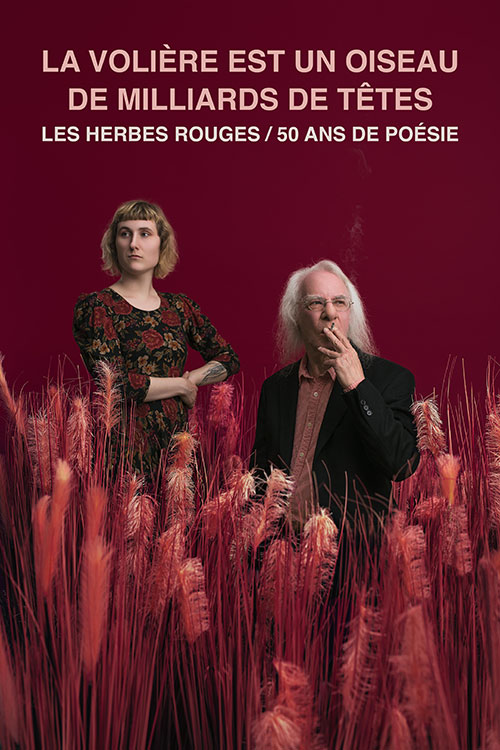 LA VOLIÈRE EST UN OISEAU
DE MILLIARDS DE TÊTES
LES HERBES ROUGES / 50 ANS DE POÉSIE